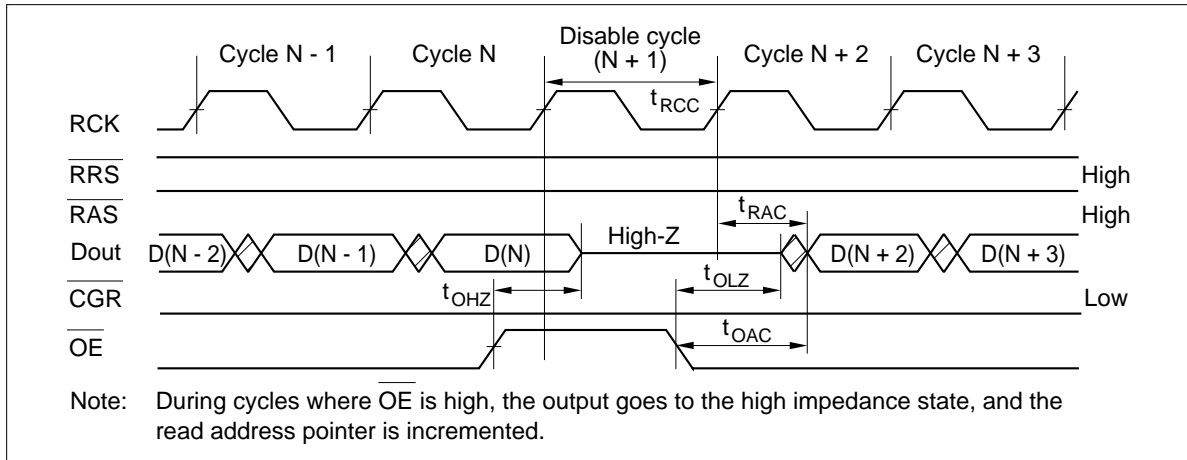 Disable cycle
Cycle N - 1 Cycle N (N + 1) Cycle N + 2 Cycle N + 3
tRCC
RCK
RRS High
RAS High
tRAC
Dout D(N - 2) D(N - 1) D(N) High-Z D(N + 2) D(N + 3)
tOHZ tOLZ
CGR Low
tOAC
OE
Note: During cycles where OE is high, the output goes to the high impedance state, and the
read address pointer is incremented.